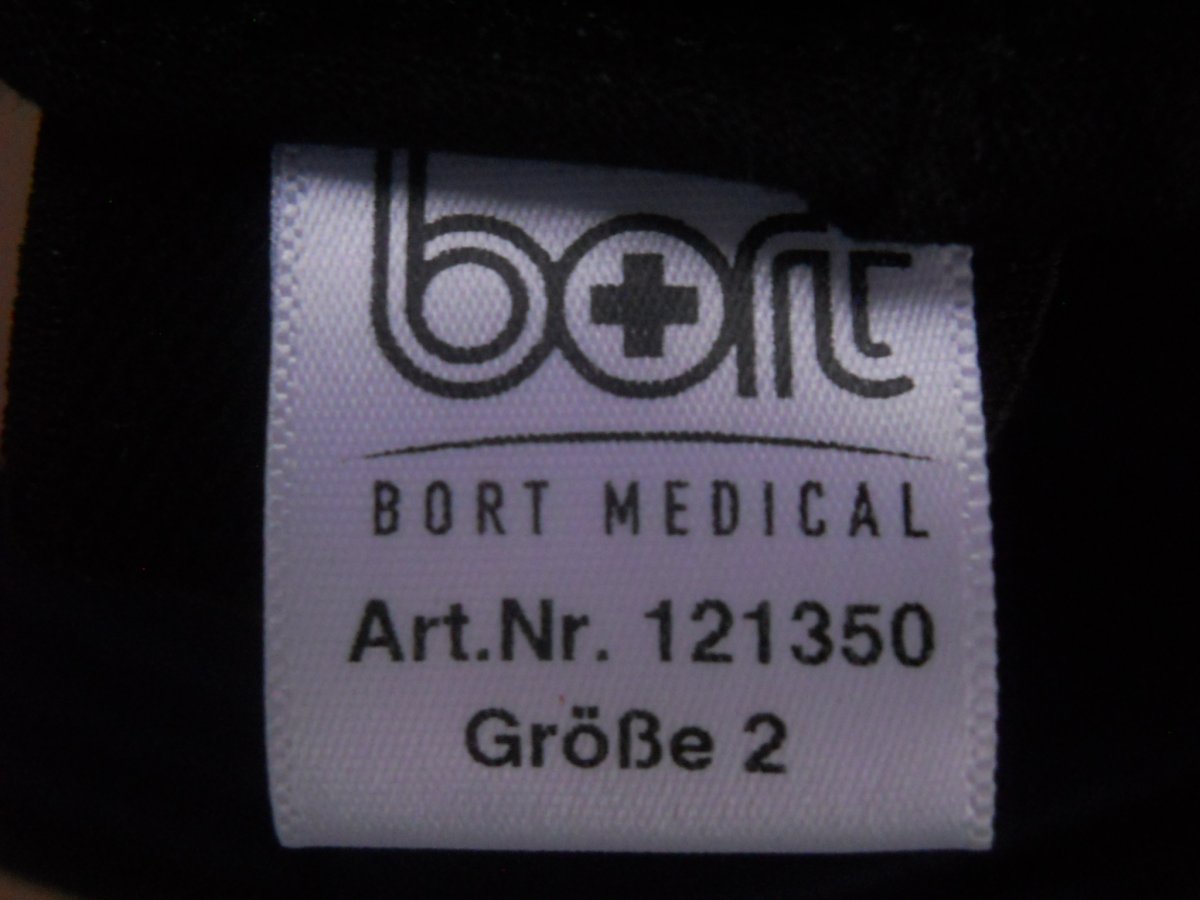 bort
BORT MEDICAL
Art.Nr. 121350
Größe 2